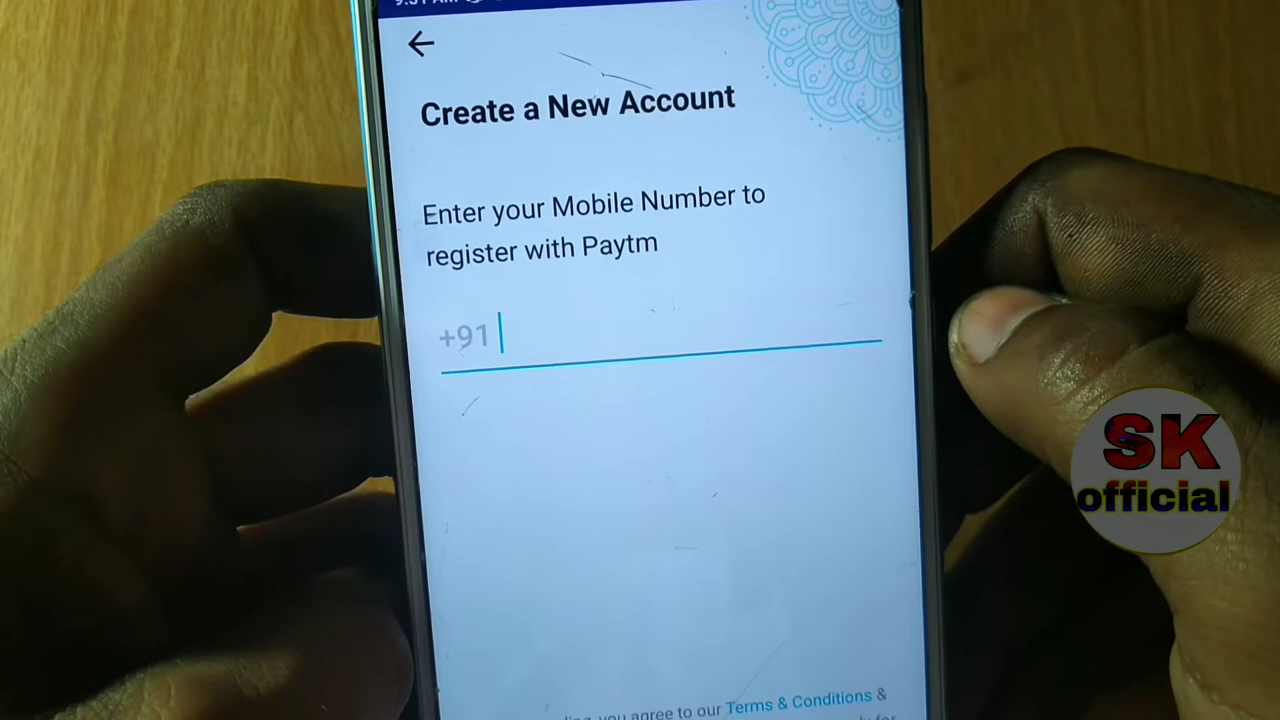 Create a New Account
Enter your Mobile Number to
register with Paytm
+91
SK
official
you agree to our Terms & Conditions &
for